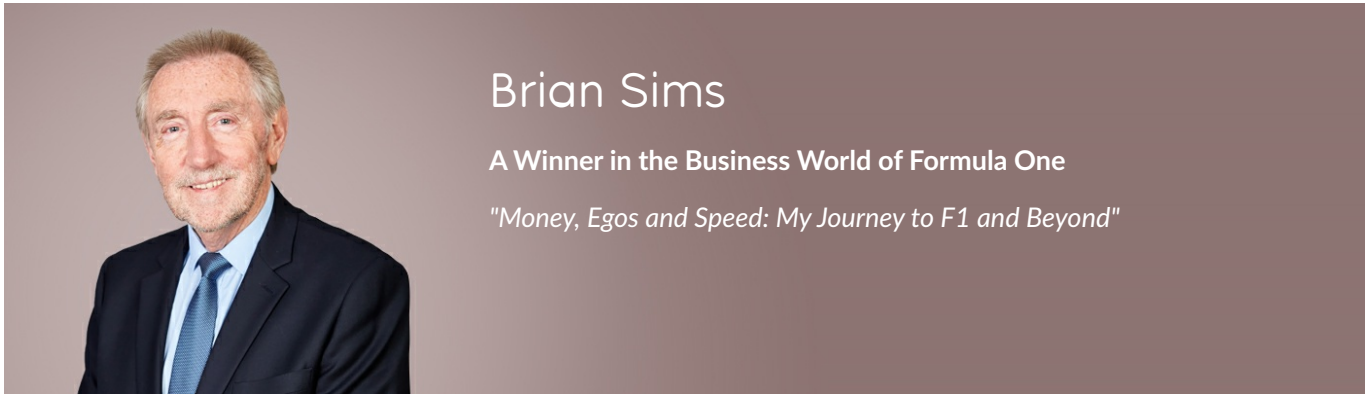 Brian Sims
A Winner in the Business World of Formula One
"Money, Egos and Speed: My Journey to F1 and Beyond"